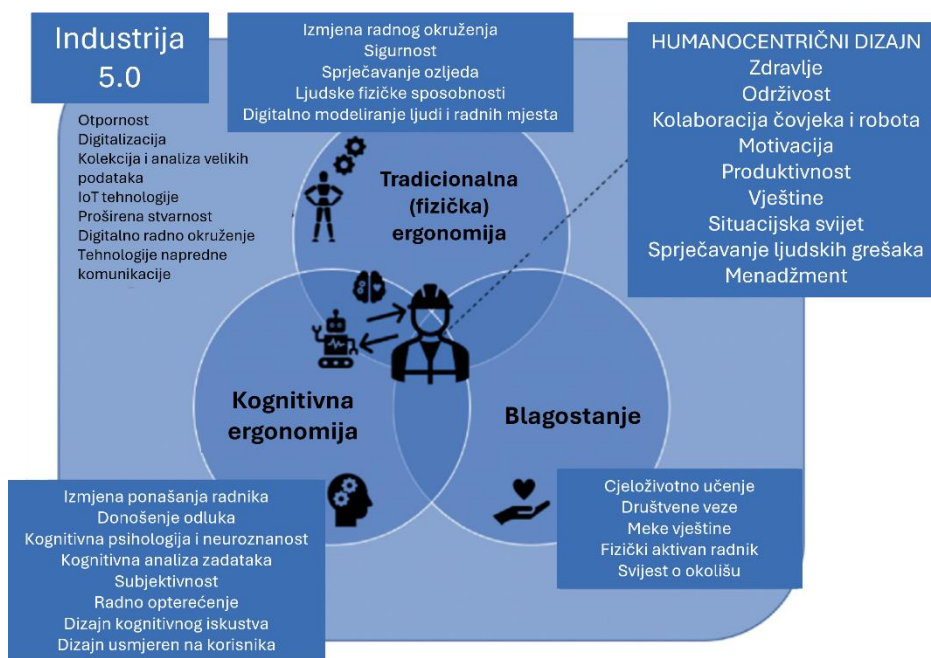 Industrija
5.0
Otpornost
Digitalizacija
Kolekcija i analiza velikih
podataka
IoT tehnologije
Proširena stvarnost
Digitalno radno okruženje
Tehnologije napredne
komunikacije
Izmjena radnog okruženja
Sigurnost
Sprječavanje ozljeda
Ljudske fizičke sposobnosti
Digitalno modeliranje ljudi i radnih mjesta
HUMANOCENTRIČNI DIZAJN
Zdravlje
Održivost
Kolaboracija čovjeka i robota
Motivacija
Produktivnost
Vještine
Situacijska svijet
Sprječavanje ljudskih grešaka
Menadžment
Tradicionalna
(fizička)
ergonomija
Kognitivna
ergonomija
Blagostanje
Izmjena ponašanja radnika
Donošenje odluka
Kognitivna psihologija i neuroznanost
Kognitivna analiza zadataka
Subjektivnost
Radno opterećenje
Dizajn kognitivnog iskustva
Dizajn usmjeren na korisnika
Cjeloživotno učenje
Društvene veze
Meke vještine
Fizički aktivan radnik
Svijest o okolišu